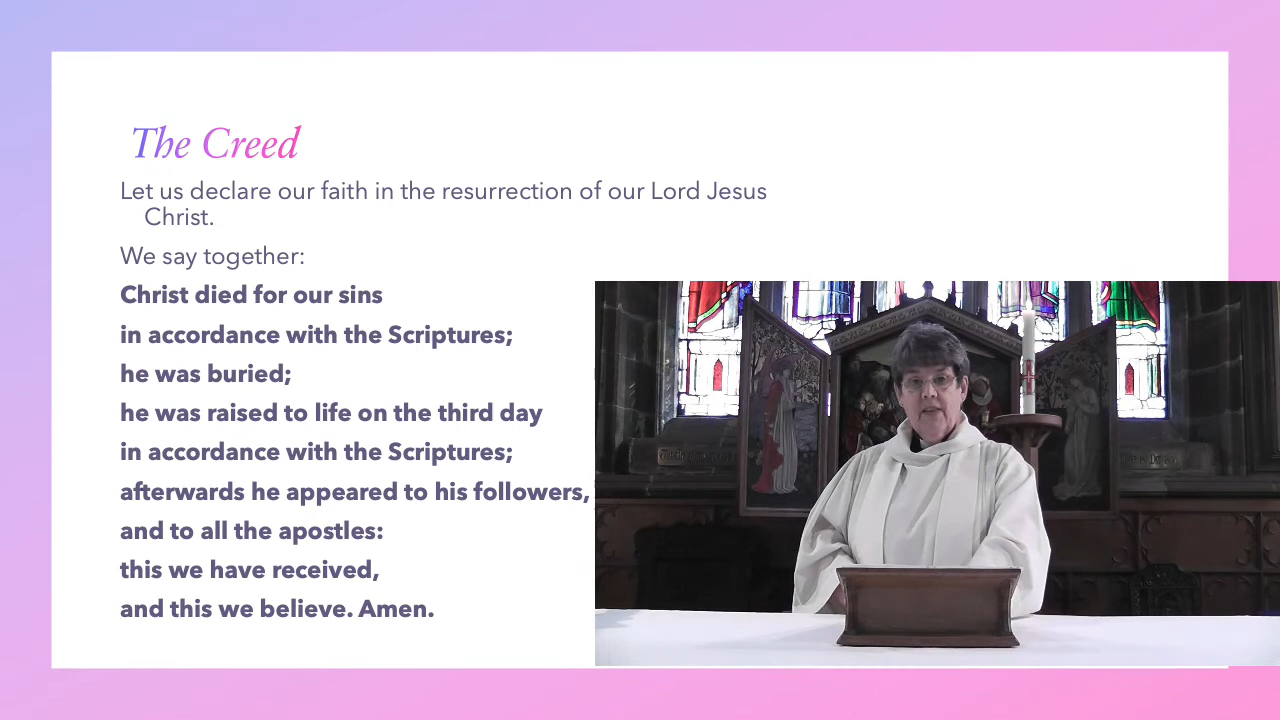 The Creed
Let us declare our faith in the resurrection of our Lord Jesus
Christ.
We say together:
Christ died for our sins
in accordance with the Scriptures;
he was buried;
he was raised to life on the third day
in accordance with the Scriptures;
afterwards he appeared to his followers,
and to all the apostles:
this we have received,
and this we believe. Amen.